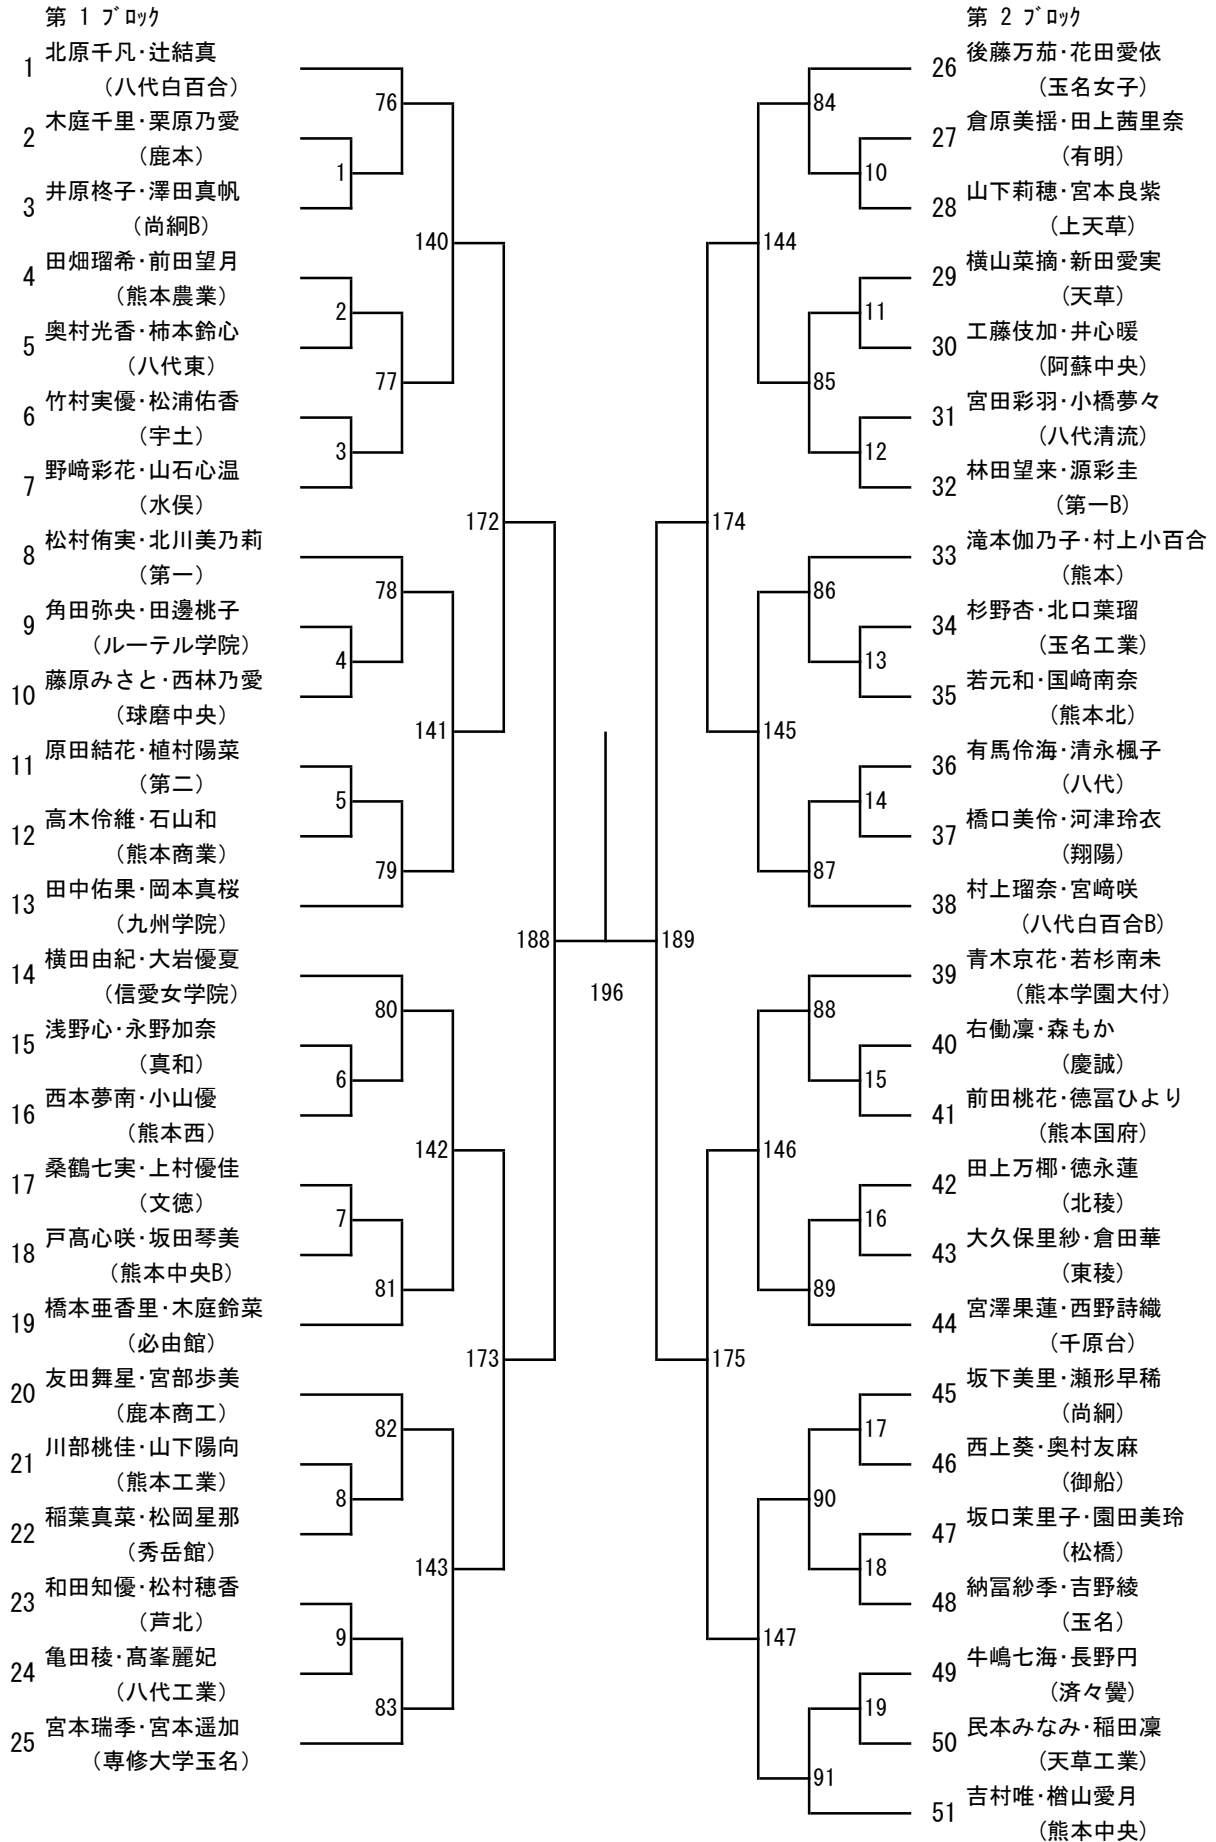 第 1 ブロック
1 北原千凡・辻結真
(八代白百合)
2 木庭千里・栗原乃愛
(鹿本)
3 井原柊子・澤田真帆
(尚絅B)
4 田畑瑠希・前田望月
(熊本農業)
5 奥村光香・柿本鈴心
(八代東)
6 竹村実優・松浦佑香
(宇土)
7 野﨑彩花・山石心温
(水俣)
8 松村侑実・北川美乃莉
(第一)
9 角田弥央・田邊桃子
(ルーテル学院)
10 藤原みさと・西林乃愛
(球磨中央)
11 原田結花・植村陽菜
(第二)
12 高木伶維・石山和
(熊本商業)
13 田中佑果・岡本真桜
(九州学院)
14 横田由紀・大岩優夏
(信愛女学院)
15 浅野心・永野加奈
(真和)
16 西本夢南・小山優
(熊本西)
17 桑鶴七実・上村優佳
(文徳)
18 戸髙心咲・坂田琴美
(熊本中央B)
19 橋本亜香里・木庭鈴菜
(必由館)
20 友田舞星・宮部歩美
(鹿本商工)
21 川部桃佳・山下陽向
(熊本工業)
22 稲葉真菜・松岡星那
(秀岳館)
23 和田知優・松村穂香
(芦北)
24 亀田稜・髙峯麗妃
(八代工業)
25 宮本瑞季・宮本遥加
(専修大学玉名)
76
1
140
2
77
3
172
78
4
141
5
79
188
80
6
142
7
81
173
82
8
143
9
83
196
第 2 ブロック
26 後藤万茄・花田愛依
(玉名女子)
27 倉原美揺・田上茜里奈
(有明)
28 山下莉穂・宮本良紫
(上天草)
29 横山菜摘・新田愛実
(天草)
30 工藤伎加・井心暖
(阿蘇中央)
31 宮田彩羽・小橋夢々
(八代清流)
32 林田望来・源彩圭
(第一B)
33 滝本伽乃子・村上小百合
(熊本)
34 杉野杏・北口葉瑠
(玉名工業)
35 若元和・国﨑南奈
(熊本北)
36 有馬伶海・清永楓子
(八代)
37 橋口美伶・河津玲衣
(翔陽)
38 村上瑠奈・宮﨑咲
(八代白百合B)
39 青木京花・若杉南未
(熊本学園大付)
40 右働凜・森もか
(慶誠)
41 前田桃花・德冨ひより
(熊本国府)
42 田上万椰・徳永蓮
(北稜)
43 大久保里紗・倉田華
(東稜)
44 宮澤果蓮・西野詩織
(千原台)
45 坂下美里・瀬形早稀
(尚絅)
46 西上葵・奥村友麻
(御船)
47 坂口茉里子・園田美玲
(松橋)
48 納冨紗季・吉野綾
(玉名)
49 牛嶋七海・長野円
(済々黌)
50 民本みなみ・稲田凜
(天草工業)
51 吉村唯・楢山愛月
(熊本中央)
84
10
144
11
85
12
174
86
13
145
14
87
189
88
15
146
16
89
175
17
90
18
147
19
91